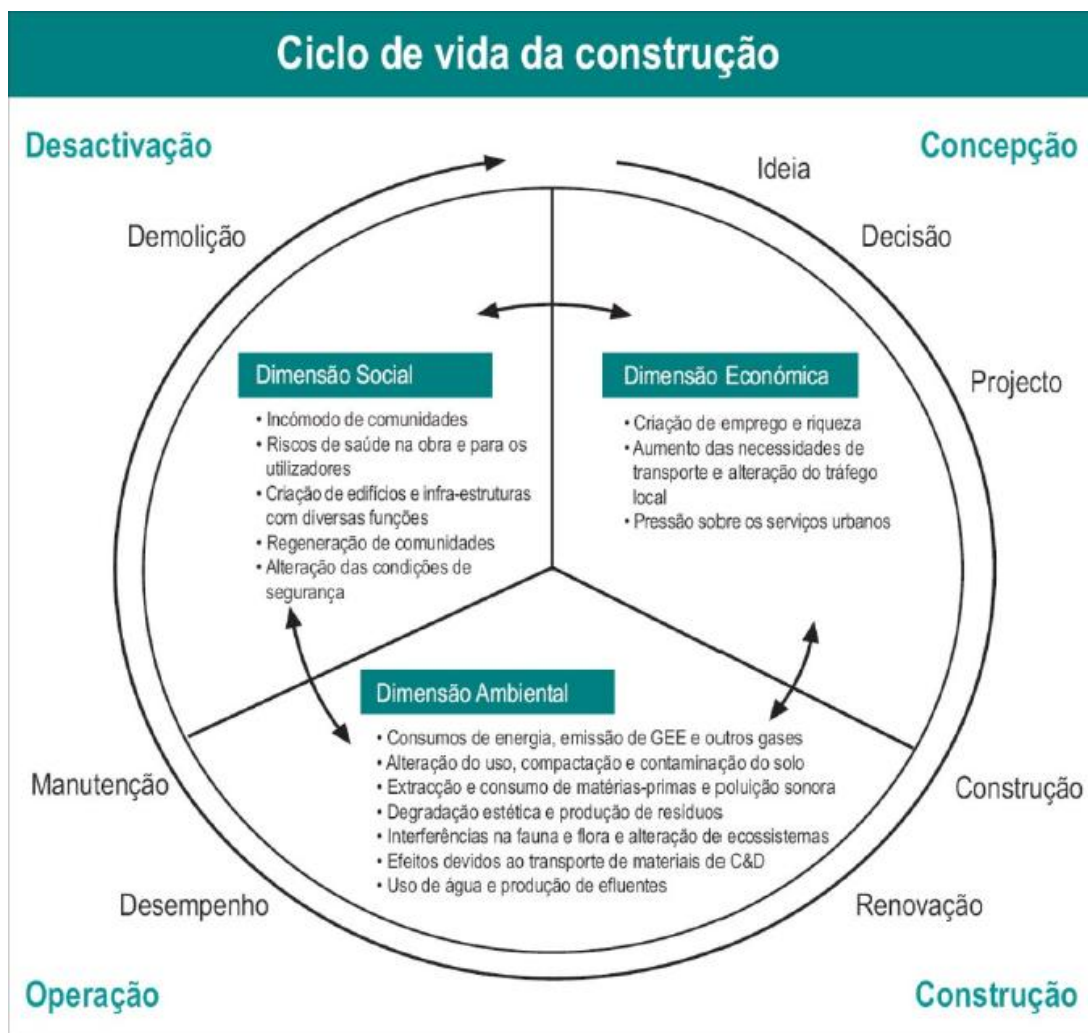 Ciclo de vida da construção
Desactivação
Concepção
Ideia
Demolição
Decisão
Projecto
Dimensão Social
• Incómodo de comunidades
• Riscos de saúde na obra e para os
utilizadores
• Criação de edifícios e infra-estruturas
com diversas funções
• Regeneração de comunidades
• Alteração das condições de
segurança
Dimensão Económica
• Criação de emprego e riqueza
• Aumento das necessidades de
transporte e alteração do tráfego
local
• Pressão sobre os serviços urbanos
Dimensão Ambiental
• Consumos de energia, emissão de GEE e outros gases
• Alteração do uso, compactação e contaminação do solo
• Extracção e consumo de matérias-primas e poluição sonora
• Degradação estética e produção de resíduos
• Interferências na fauna e flora e alteração de ecossistemas
• Efeitos devidos ao transporte de materiais de C&D
• Uso de água e produção de efluentes
Manutenção
Construção
Desempenho
Renovação
Operação
Construção